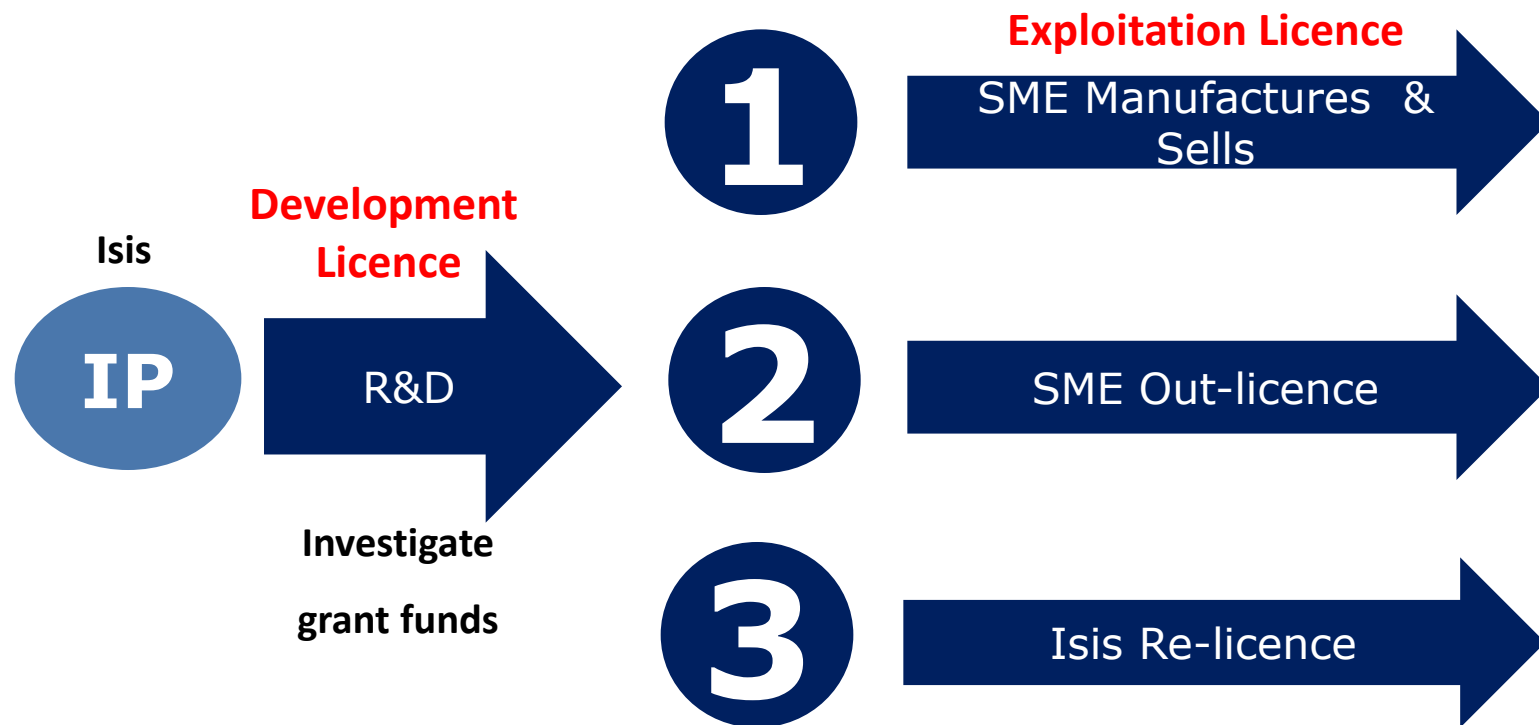 Isis
IP
Development
Licence
R&D
Investigate
grant funds
1
Exploitation Licence
SME Manufactures &
Sells
2
SME Out-licence
3
Isis Re-licence